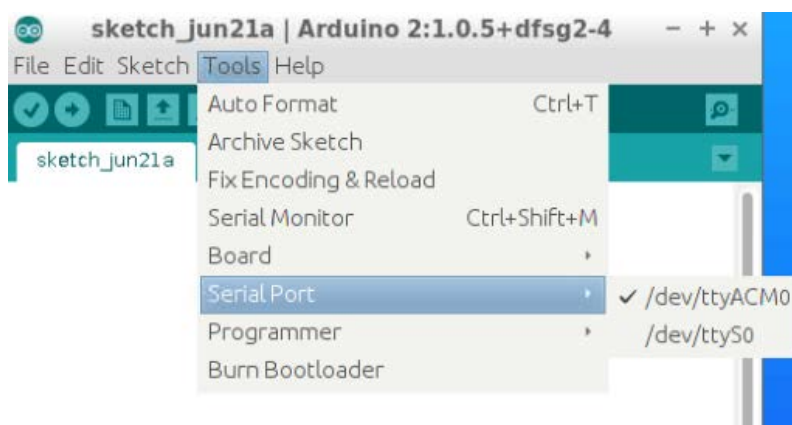 sketch_jun21a | Arduino 2:1.0.5+dfsg2-4
File Edit Sketch Tools Help
sketch_jun21a
Auto Format Ctrl+T
Archive Sketch
Fix Encoding & Reload
Serial Monitor Ctrl+Shift+M
Board
Serial Port
Programmer
Burn Bootloader
/dev/ttyACM0
/dev/ttyS0